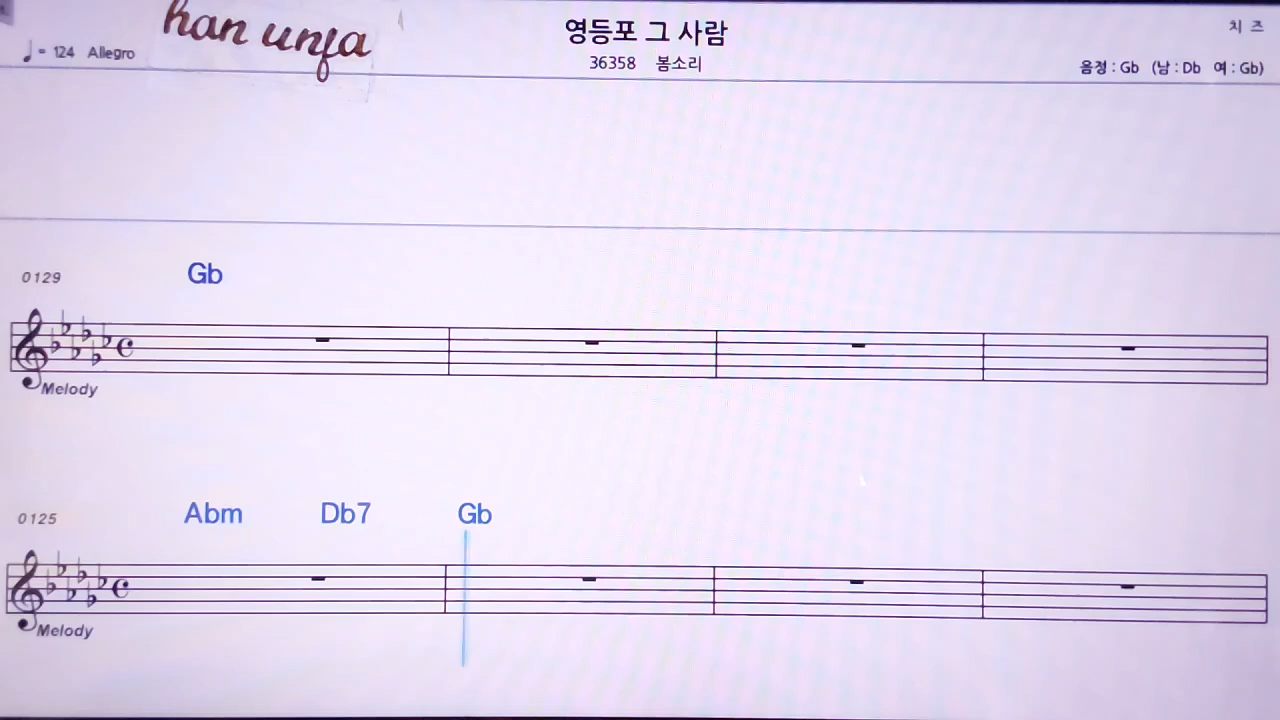 han unja
영등포 그 사람
치 즈
♩= 124 Allegro
36358 봄소리
음정 : Gb (남 : Db 여 : Gb)
0129 Gb
Melody
0125 Abm Db7 Gb
Melody